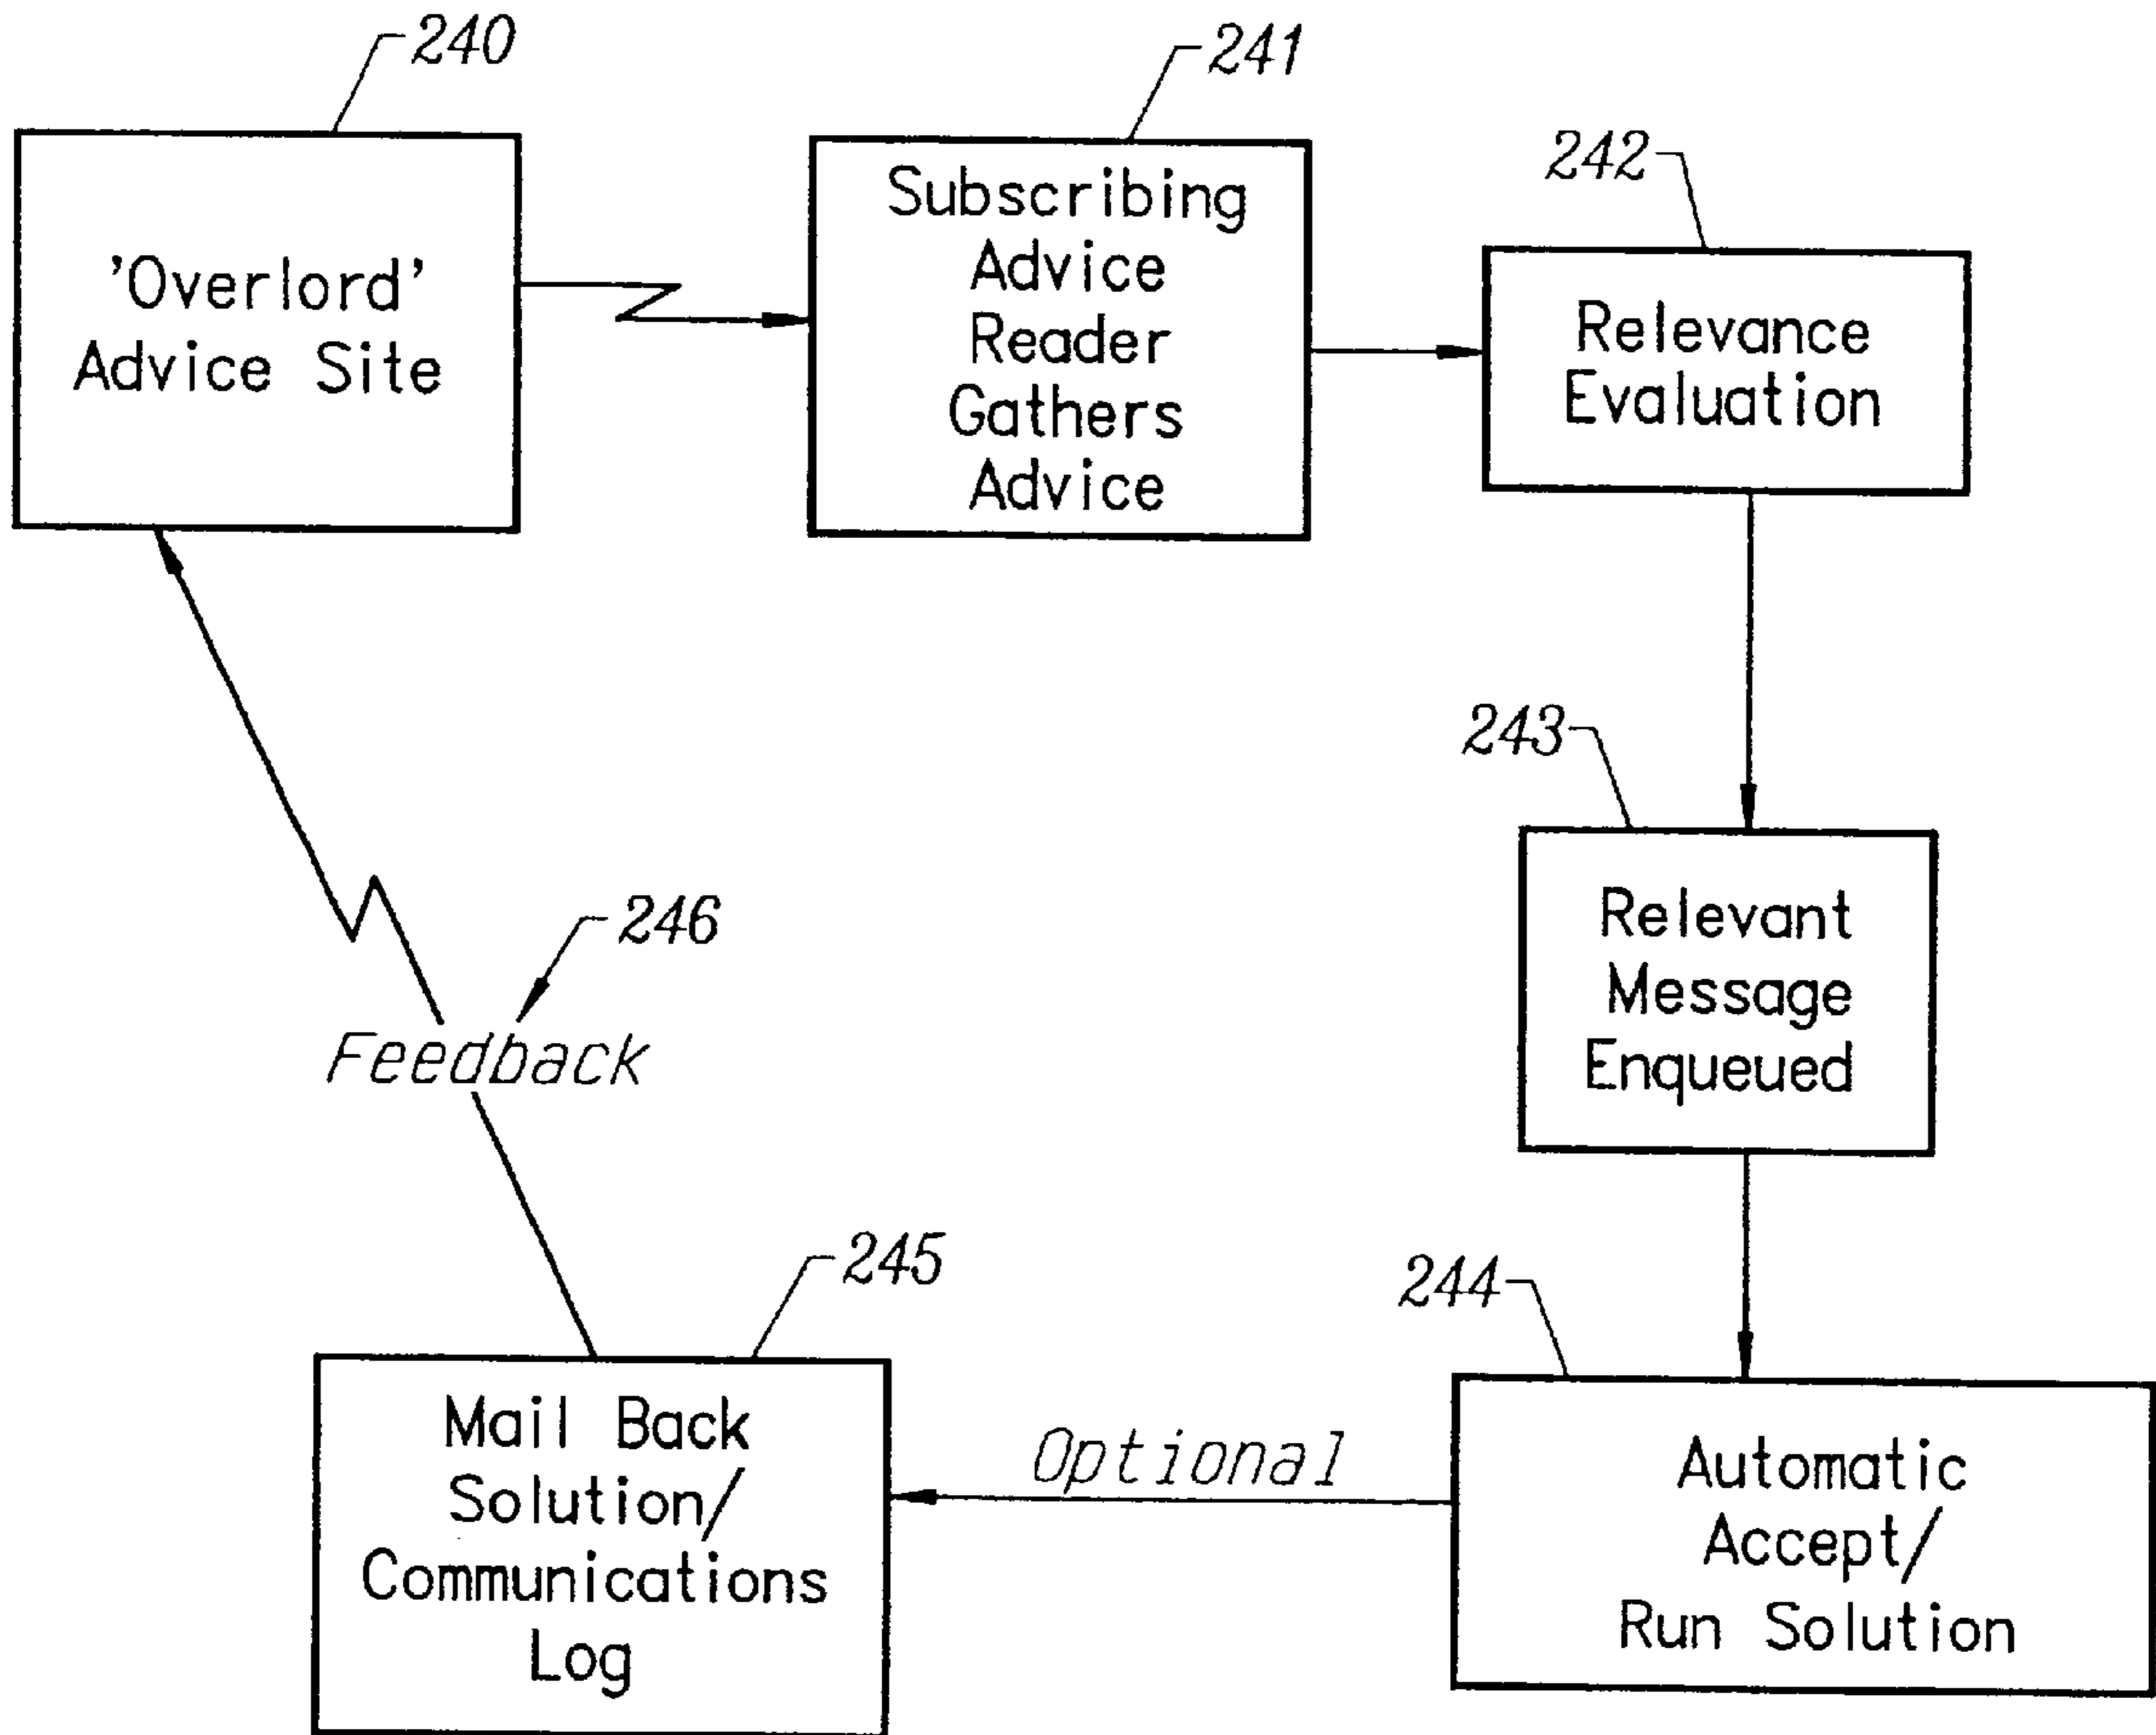 240
'Overlord'
Advice Site
241
Subscribing
Advice
Reader
Gathers
Advice
242
Relevance
Evaluation
243
Relevant
Message
Enqueued
244
Automatic
Accept/
Run Solution
Optional
245
Mail Back
Solution/
Communications
Log
246
Feedback